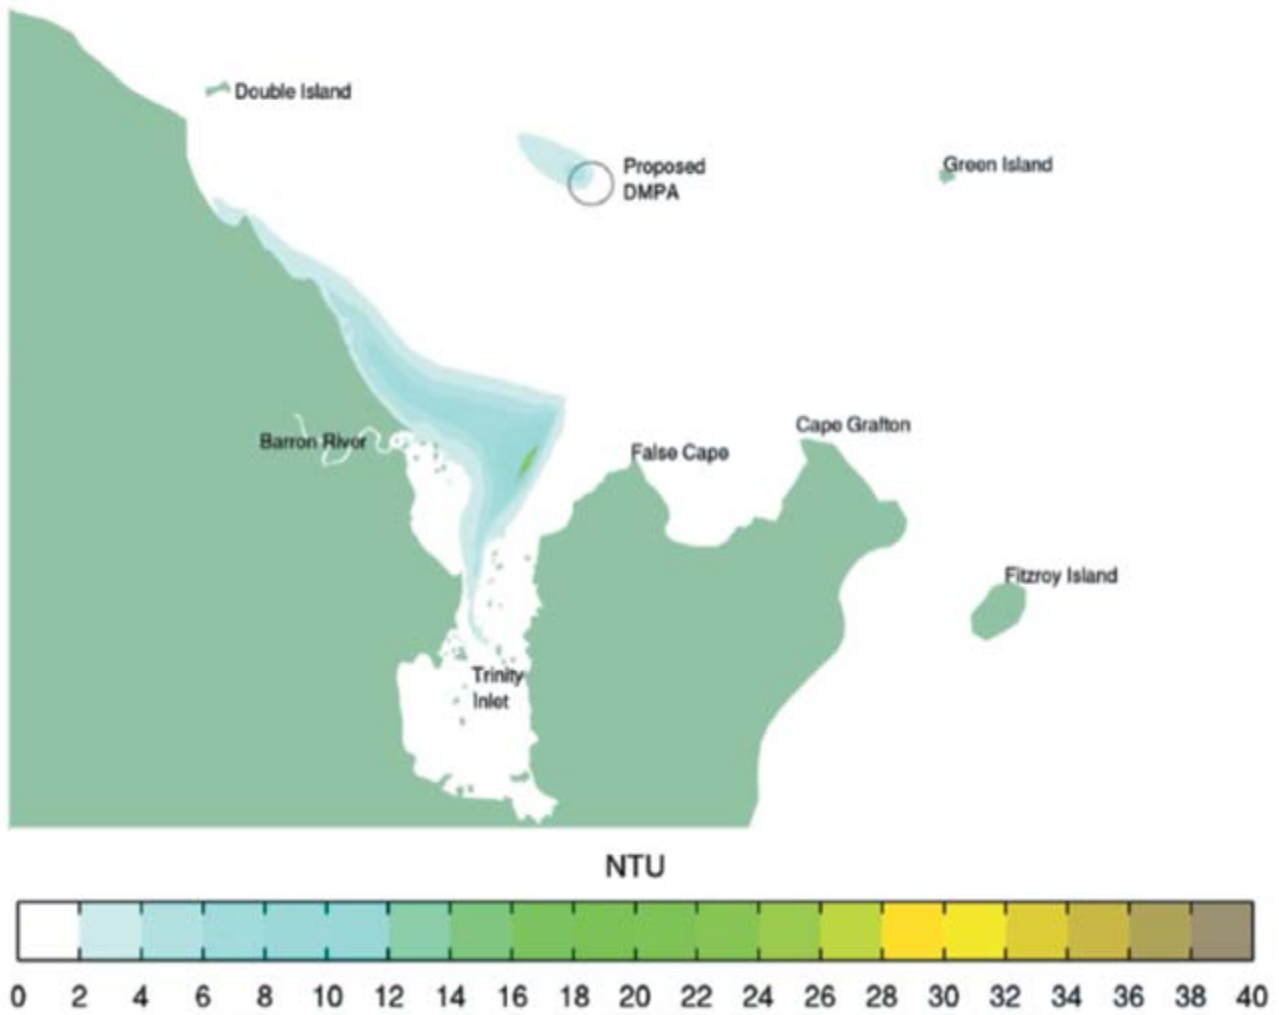 Double Island
Proposed
DMPA
Green Island
Barron River
False Cape
Cape Grafton
Fitzroy Island
Trinity
Inlet
NTU
0 2 4 6 8 10 12 14 16 18 20 22 24 26 28 30 32 34 36 38 40